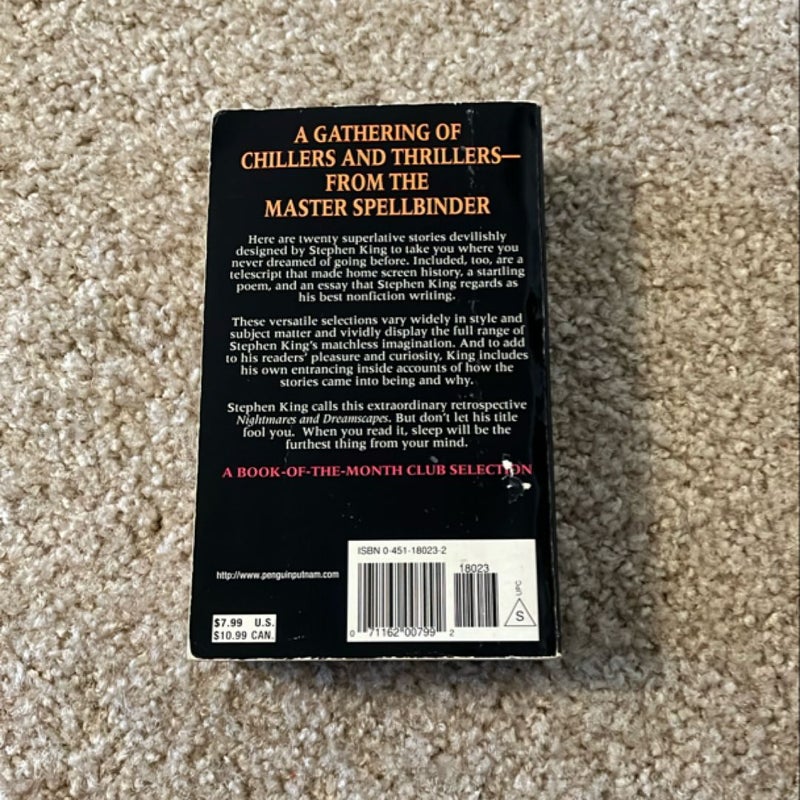 A GATHERING OF
CHILLERS AND THRILLERS—
FROM THE
MASTER SPELLBINDER
Here are twenty superlative stories devilishly
designed by Stephen King to take you where you
never dreamed of going before. Included, too, are a
telescript that made home screen history, a startling
poem, and an essay that Stephen King regards as
his best nonfiction writing.
These versatile selections vary widely in style and
subject matter and vividly display the full range of
Stephen King's matchless imagination. And to add
to his readers' pleasure and curiosity, King includes
his own entrancing inside accounts of how the
stories came into being and why.
Stephen King calls this extraordinary retrospective
Nightmares and Dreamscapes. But don't let his title
fool you. When you read it, sleep will be the
furthest thing from your mind.
A BOOK-OF-THE-MONTH CLUB SELECTION
ISBN 0-451-18023-2
18023
http://www.penguinputnam.com
UPC
S
$7.99 U.S.
$10.99 CAN.
0 71162 00799 2